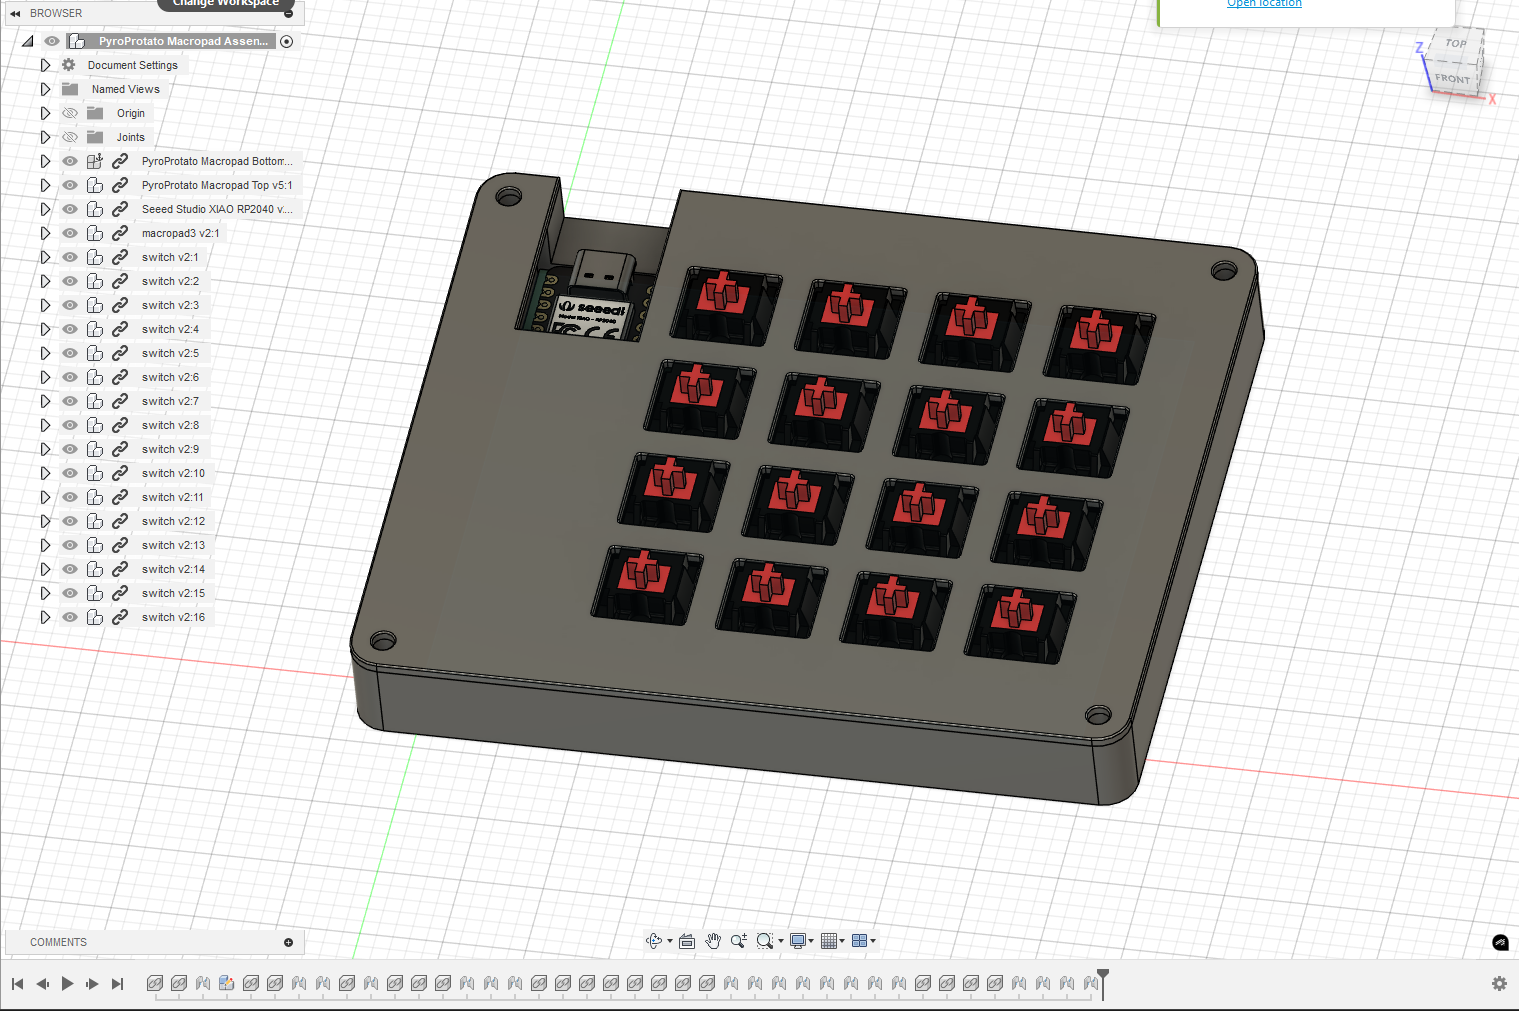 Change Workspace
BROWSER
Open location
PyroProtato Macropad Assen...
TOP
Z
Document Settings
FRONT
Named Views
X
Origin
Joints
PyroProtato Macropad Bottom...
PyroProtato Macropad Top v5:1
Seeed Studio XIAO RP2040 v....
macropad3 v2:1
switch v2:1
switch v2:2
switch v2:3
seeed
switch v2:4
switch v2:5
switch v2:6
switch v2:7
switch v2:8
switch v2:9
switch v2:10
switch v2:11
switch v2:12
switch v2:13
switch v2:14
switch v2:15
switch v2:16
COMMENTS